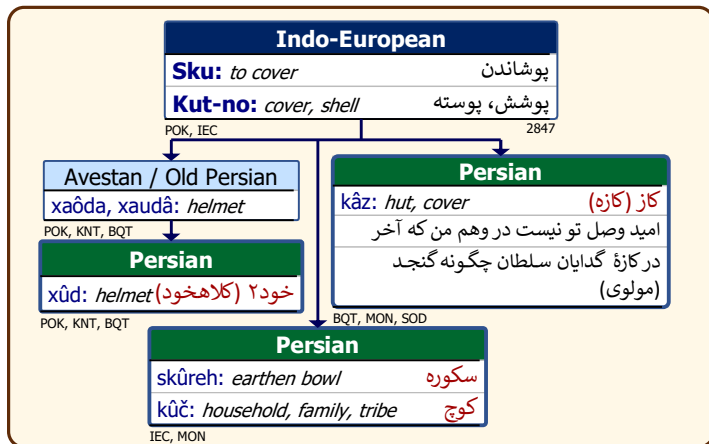 Indo-European
Sku: to cover پوشاندن
Kut-no: cover, shell پوشش، پوسته
POK, IEC 2847
Avestan / Old Persian
xaôda, xaudâ: helmet
POK, KNT, BQT
Persian
xûd: helmet خود۲ (کلاهخود)
POK, KNT, BQT
Persian
kâz: hut, cover کاز (کازه)
امید وصل تو نیست در وهم من که آخر
در کازهٔ گدایان سلطان چگونه گنجد
(مولوی)
BQT, MON, SOD
Persian
skûreh: earthen bowl سکوره
kûč: household, family, tribe کوچ
IEC, MON